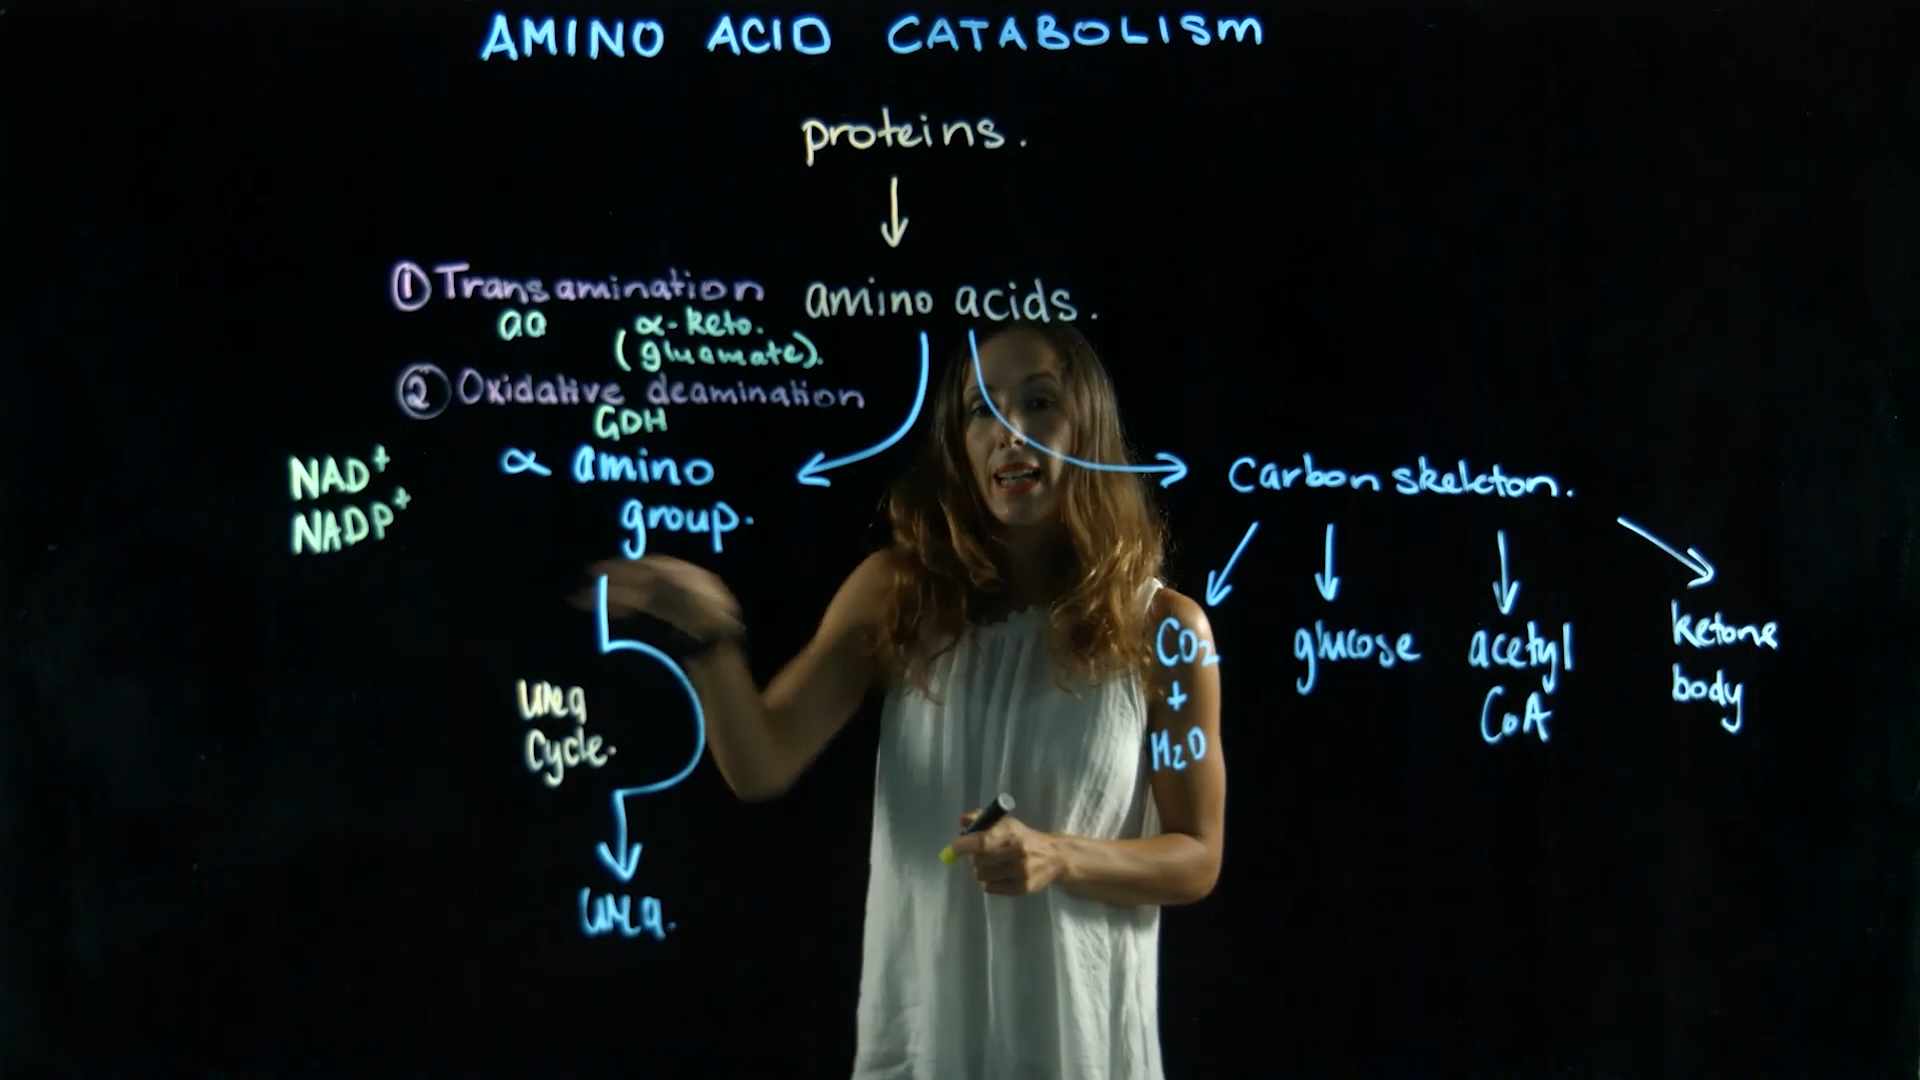 AMINO ACID CATABOLISM
proteins.
① Transamination
aa α-keto.
(gluamate).
amino acids.
② Oxidative deamination
GDH
NAD+
NADP+
α amino
group.
Carbon skeleton.
CO2
+
H2O
glucose
acetyl
CoA
ketone
body
Urea
Cycle.
Urea.